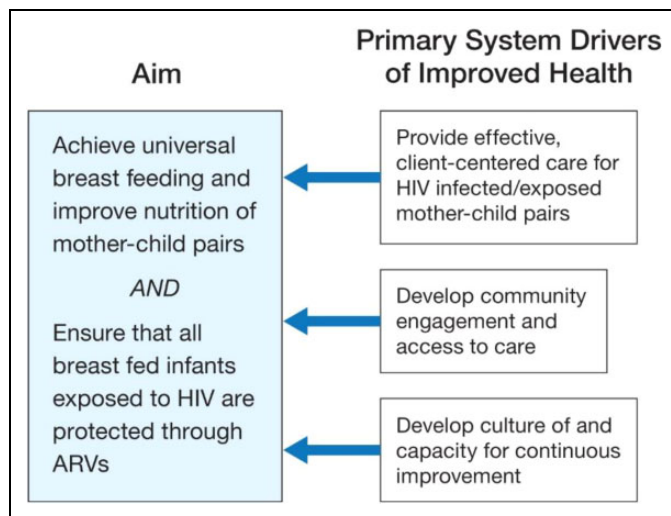 Aim
Primary System Drivers
of Improved Health
Achieve universal
breast feeding and
improve nutrition of
mother-child pairs
AND
Ensure that all
breast fed infants
exposed to HIV are
protected through
ARVs
Provide effective,
client-centered care for
HIV infected/exposed
mother-child pairs
Develop community
engagement and
access to care
Develop culture of and
capacity for continuous
improvement